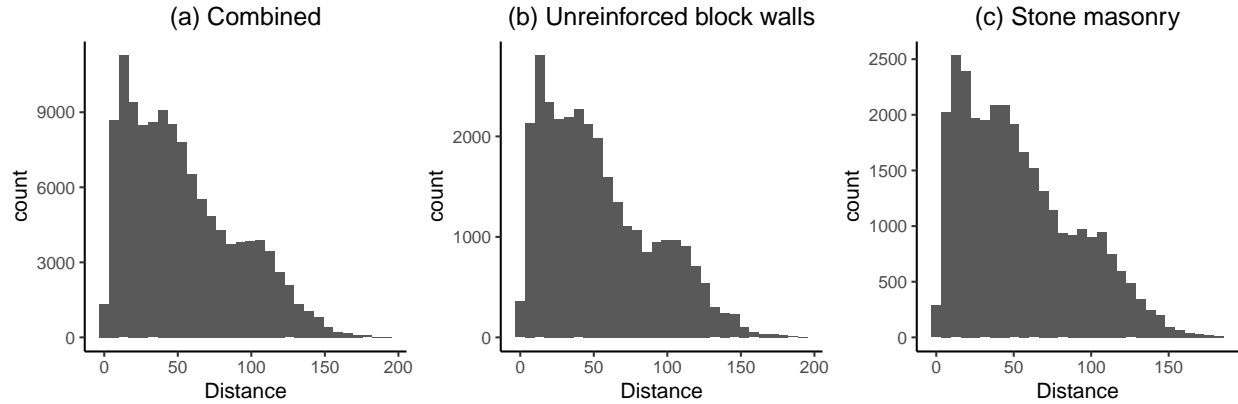 (a) Combined
9000
6000
3000
0
count
0 50 100 150 200
Distance
(b) Unreinforced block walls
2000
1000
0
count
0 50 100 150 200
Distance
(c) Stone masonry
2500
2000
1500
1000
500
0
count
0 50 100 150
Distance